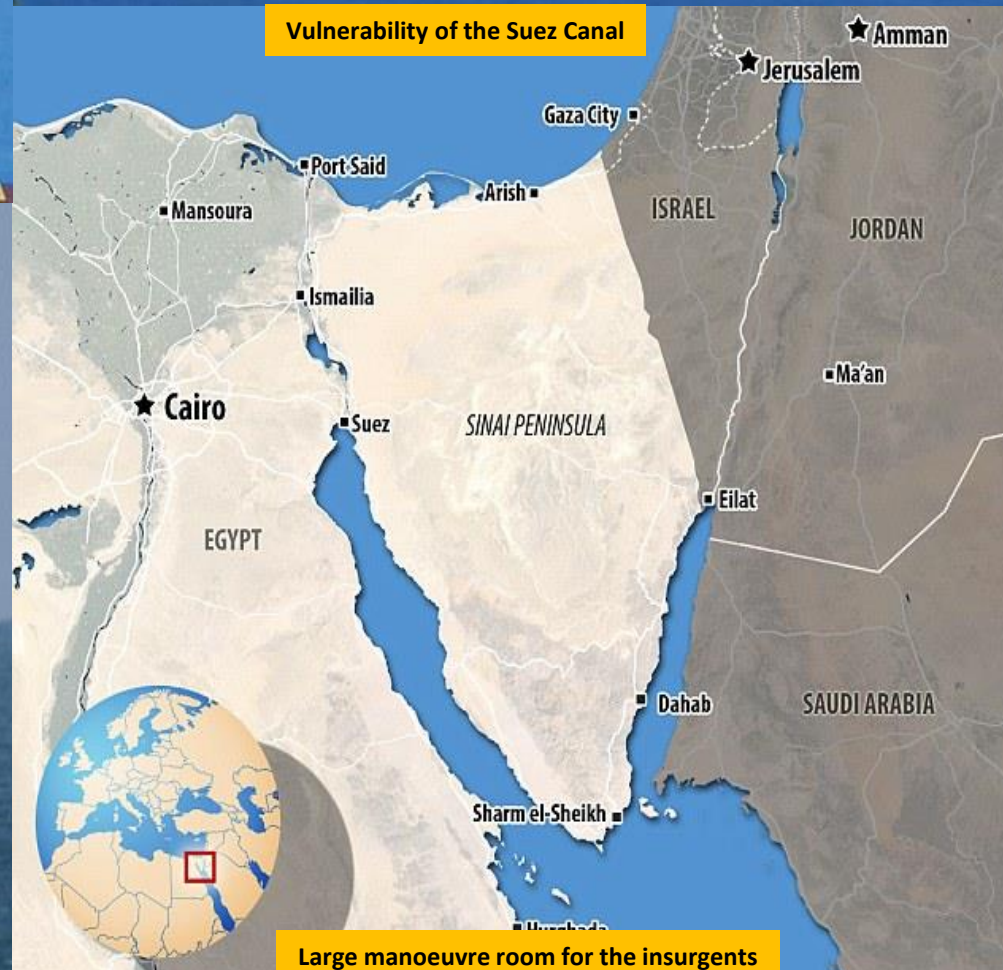 Vulnerability of the Suez Canal
Amman
Jerusalem
Gaza City
Port Said
Arish
Mansoura
ISRAEL
JORDAN
Ismailia
Ma'an
Cairo
Suez
SINAI PENINSULA
Eilat
EGYPT
Dahab
SAUDI ARABIA
Sharm el-Sheikh
Hurghada
Large manoeuvre room for the insurgents